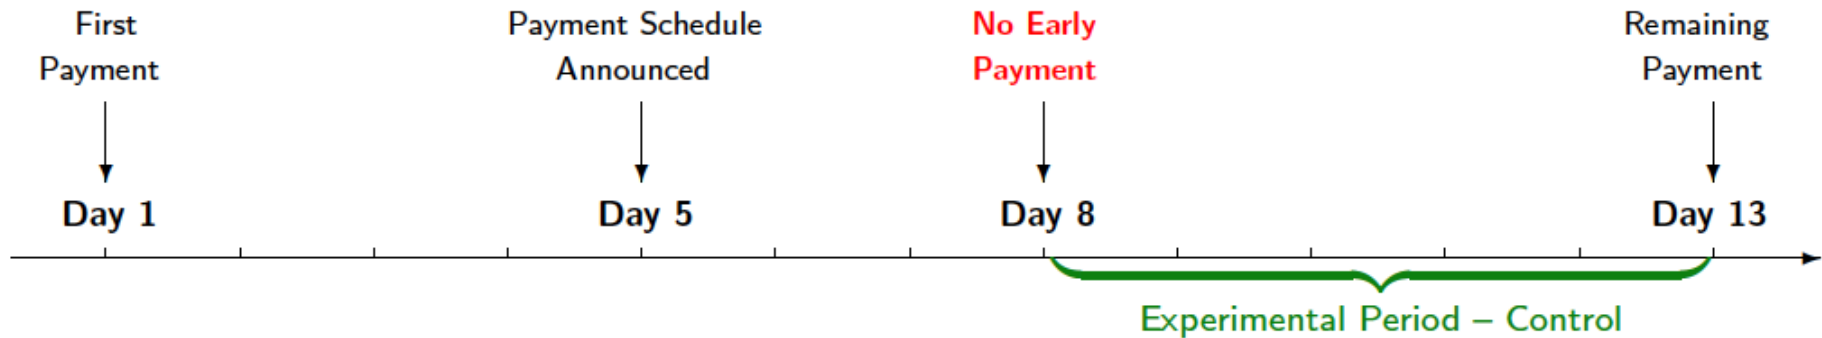 First
Payment
Payment Schedule
Announced
No Early
Payment
Remaining
Payment
Day 1
Day 5
Day 8
Day 13
Experimental Period – Control